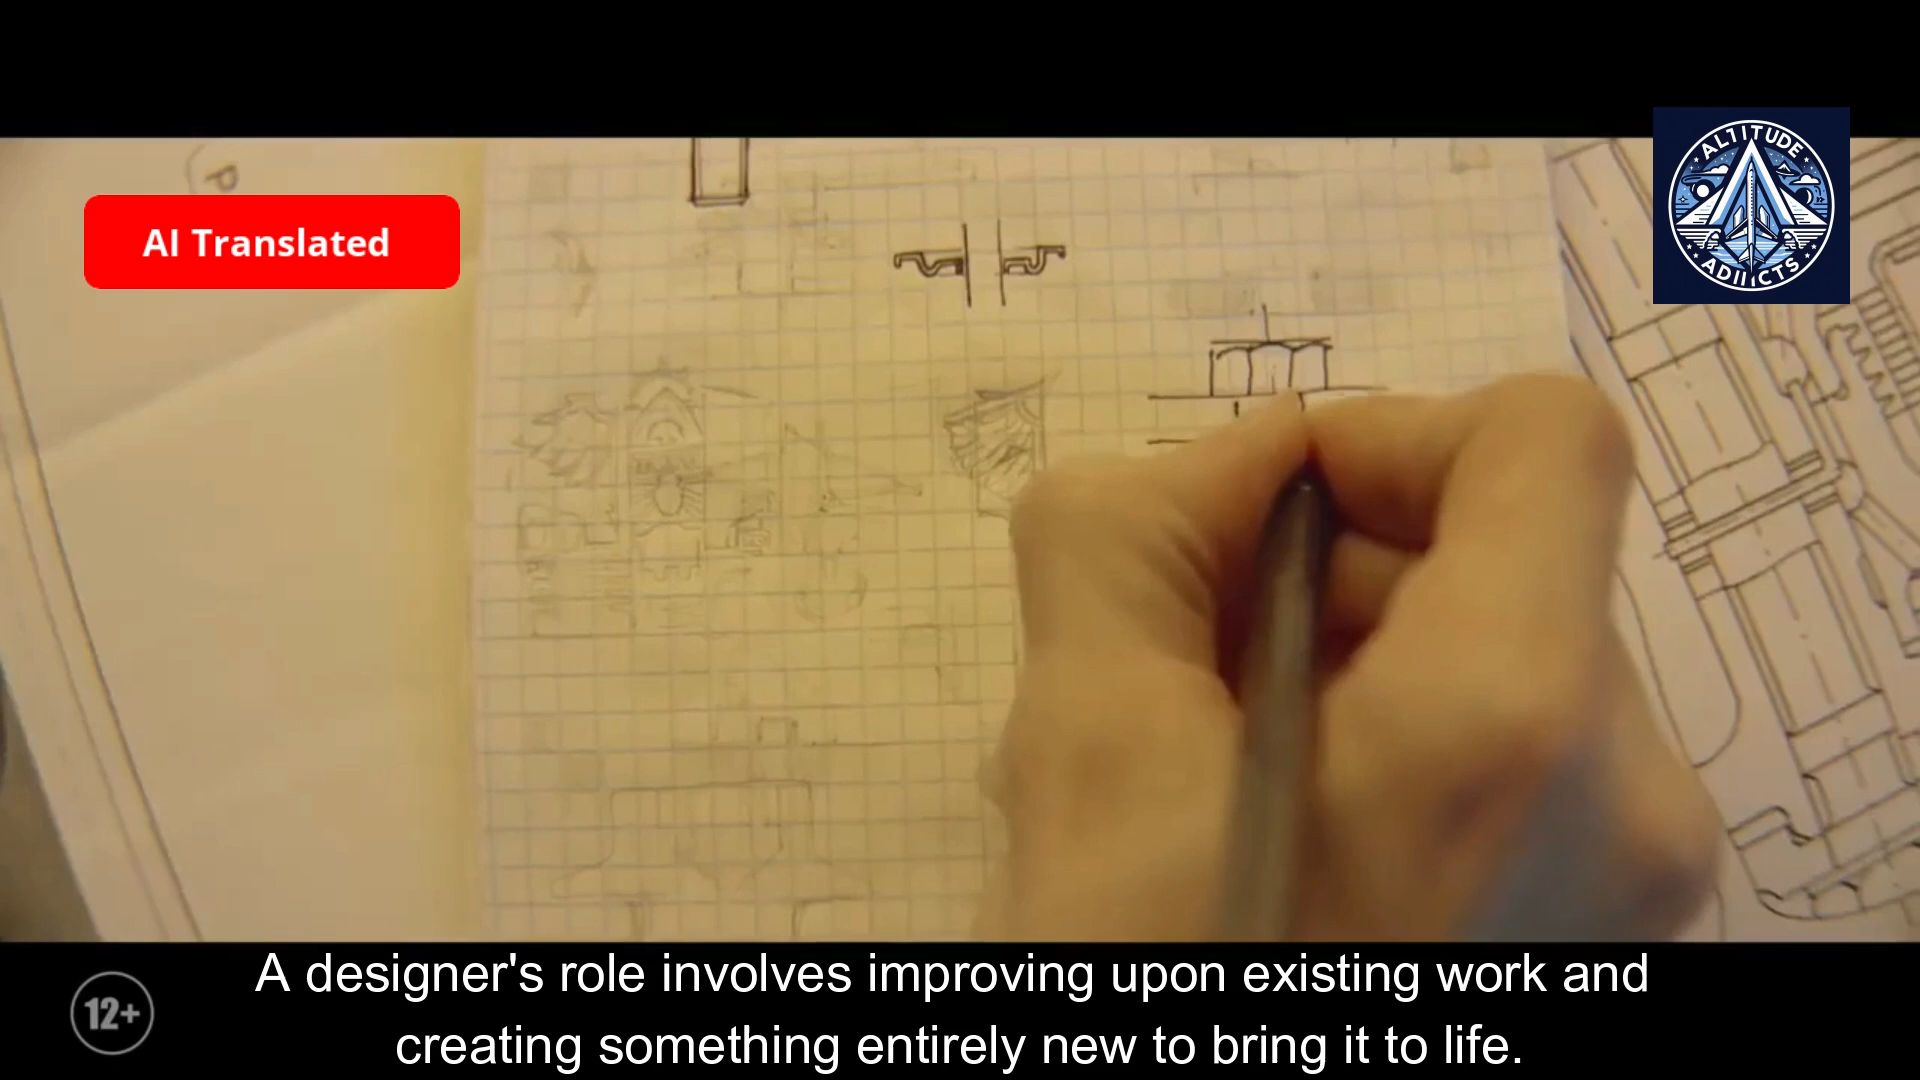 P
AI Translated
ALTITUDE
ADIICTS
A designer's role involves improving upon existing work and
creating something entirely new to bring it to life.
12+